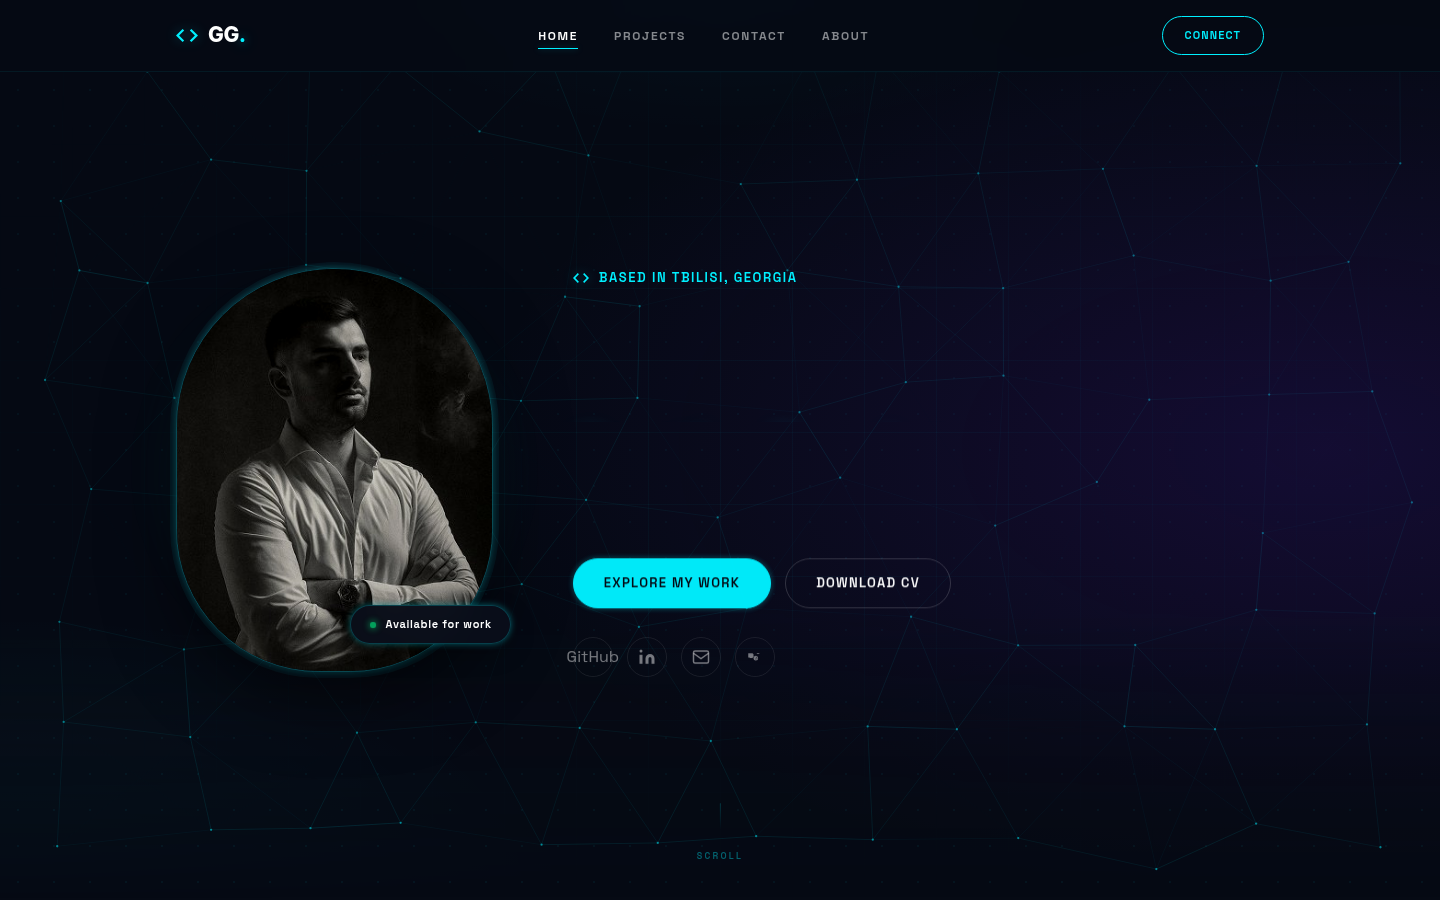 GG.
HOME
PROJECTS
CONTACT
ABOUT
CONNECT
BASED IN TBILISI, GEORGIA
EXPLORE MY WORK
DOWNLOAD CV
Available for work
GitHub
in
SCROLL